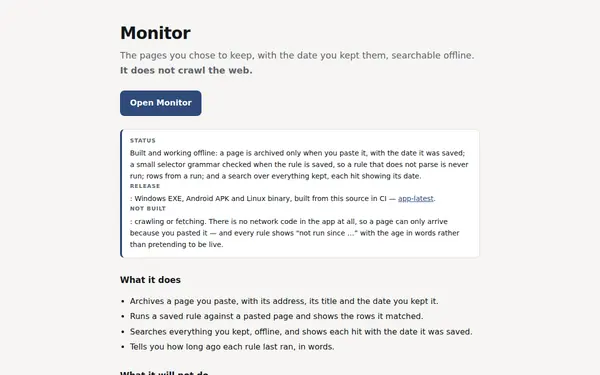 Monitor
The pages you chose to keep, with the date you kept them, searchable offline.
It does not crawl the web.
Open Monitor
STATUS
Built and working offline: a page is archived only when you paste it, with the date it was saved;
a small selector grammar checked when the rule is saved, so a rule that does not parse is never
run; rows from a run; and a search over everything kept, each hit showing its date.
RELEASE
: Windows EXE, Android APK and Linux binary, built from this source in CI — app-latest.
NOT BUILT
: crawling or fetching. There is no network code in the app at all, so a page can only arrive
because you pasted it — and every rule shows “not run since …” with the age in words rather
than pretending to be live.
What it does
• Archives a page you paste, with its address, its title and the date you kept it.
• Runs a saved rule against a pasted page and shows the rows it matched.
• Searches everything you kept, offline, and shows each hit with the date it was saved.
• Tells you how long ago each rule last ran, in words.
What it will not do